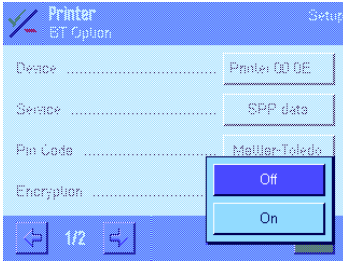 Printer
Setup
BT Option
Device .................... Printer 00 0E
Service .................... SPP data
Pin Code .................... Mettler-Toledo
Encryption ....................
Off
On
1/2